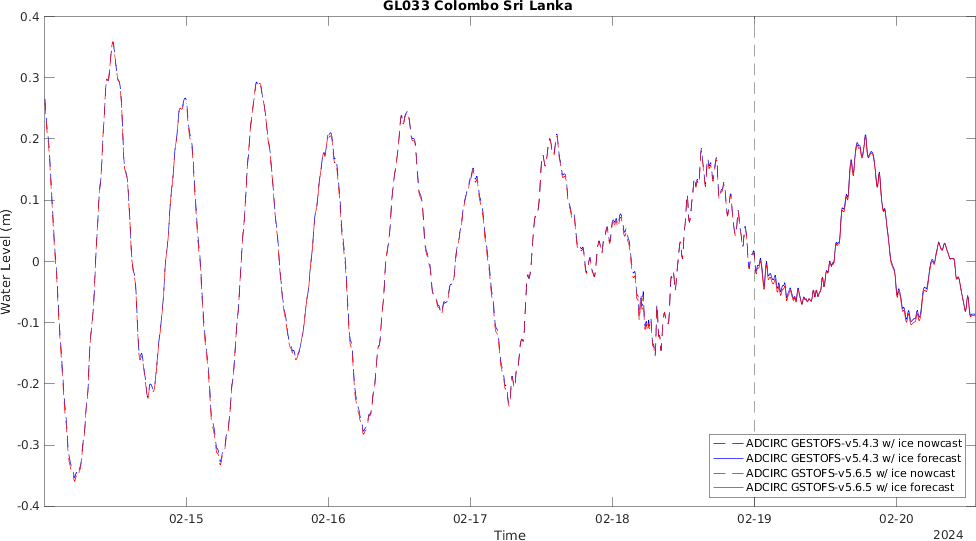 GL033 Colombo Sri Lanka
0.4
0.3
0.2
0.1
0
-0.1
-0.2
-0.3
-0.4
Water Level (m)
ADCIRC GESTOFS-v5.4.3 w/ ice nowcast
ADCIRC GESTOFS-v5.4.3 w/ ice forecast
ADCIRC GSTOFS-v5.6.5 w/ ice nowcast
ADCIRC GSTOFS-v5.6.5 w/ ice forecast
02-15
02-16
02-17
02-18
02-19
02-20
Time
2024